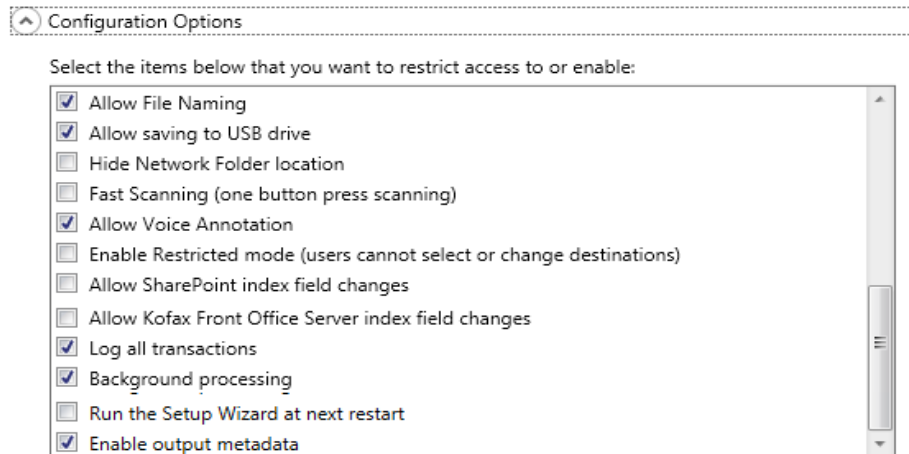 Configuration Options
Select the items below that you want to restrict access to or enable:
Allow File Naming
Allow saving to USB drive
Hide Network Folder location
Fast Scanning (one button press scanning)
Allow Voice Annotation
Enable Restricted mode (users cannot select or change destinations)
Allow SharePoint index field changes
Allow Kofax Front Office Server index field changes
Log all transactions
Background processing
Run the Setup Wizard at next restart
Enable output metadata